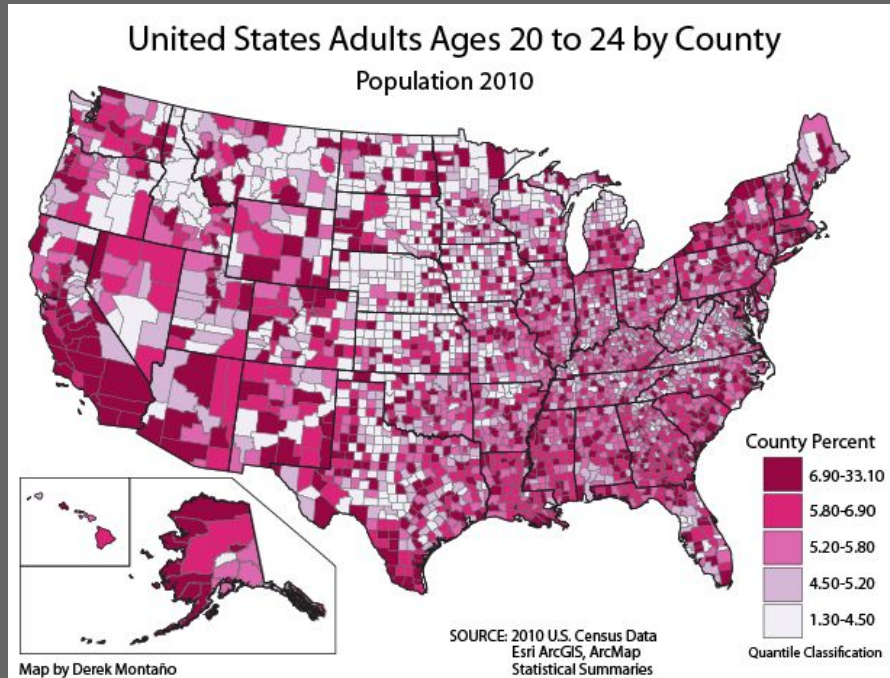 United States Adults Ages 20 to 24 by County
Population 2010
County Percent
6.90-33.10
5.80-6.90
5.20-5.80
4.50-5.20
1.30-4.50
Quantile Classification
SOURCE: 2010 U.S. Census Data
Esri ArcGIS, ArcMap
Statistical Summaries
Map by Derek Montaño